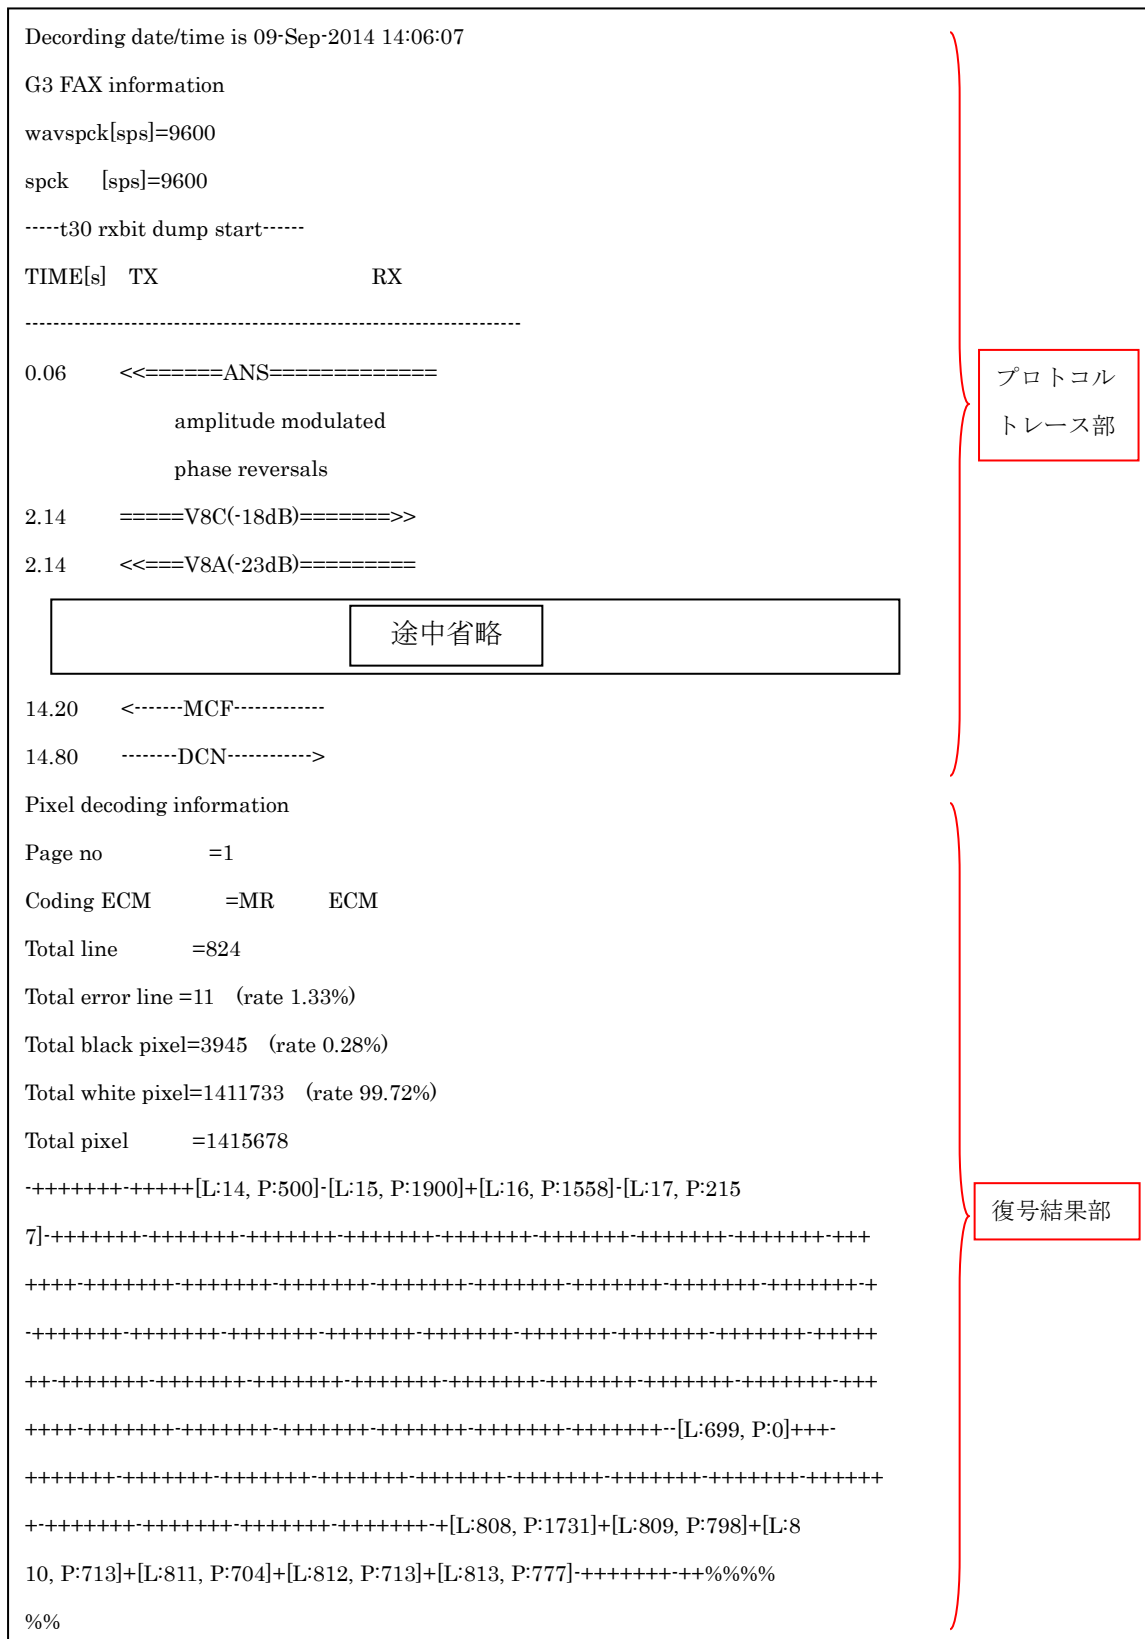 Decording date/time is 09-Sep-2014 14:06:07
G3 FAX information
wavspck[sps]=9600
spck [sps]=9600
-----t30 rxbit dump start------
TIME[s] TX RX
----------------------------------------------------------------------
0.06 <<======ANS=============
amplitude modulated
phase reversals
2.14 =====V8C(-18dB)=======>>
2.14 <<===V8A(-23dB)=========
途中省略
14.20 <-------MCF-------------
14.80 --------DCN------------>
プロトコル
トレース部
Pixel decoding information
Page no =1
Coding ECM =MR ECM
Total line =824
Total error line =11 (rate 1.33%)
Total black pixel=3945 (rate 0.28%)
Total white pixel=1411733 (rate 99.72%)
Total pixel =1415678
-+++++++-+++++[L:14, P:500]-[L:15, P:1900]+[L:16, P:1558]-[L:17, P:215
7]-+++++++-+++++++-+++++++-+++++++-+++++++-+++++++-+++++++-+++++++-+++
++++-+++++++-+++++++-+++++++-+++++++-+++++++-+++++++-+++++++-+++++++-+
-+++++++-+++++++-+++++++-+++++++-+++++++-+++++++-+++++++-+++++++-+++++
++-+++++++-+++++++-+++++++-+++++++-+++++++-+++++++-+++++++-+++++++-+++
++++-+++++++-+++++++-+++++++-+++++++-+++++++-+++++++--[L:699, P:0]+++-
+++++++-+++++++-+++++++-+++++++-+++++++-+++++++-+++++++-+++++++-++++++
+-+++++++-+++++++-+++++++-+++++++-+[L:808, P:1731]+[L:809, P:798]+[L:8
10, P:713]+[L:811, P:704]+[L:812, P:713]+[L:813, P:777]-+++++++-++%%%%
%%
復号結果部